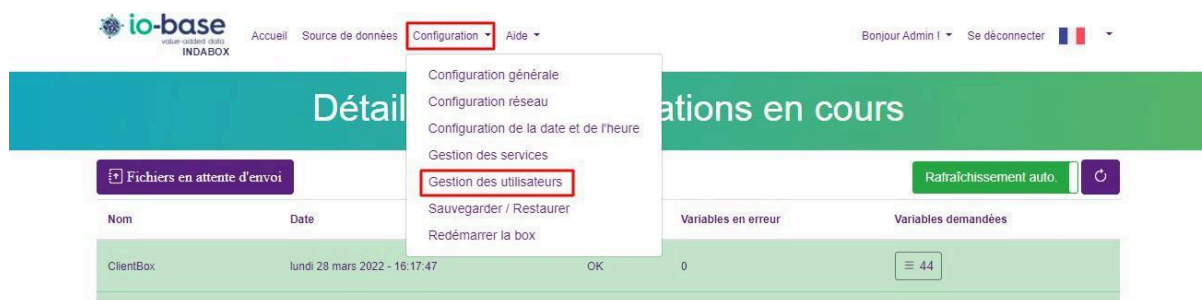 io-base
value-added data
INDABOX
Accueil Source de données Configuration Aide Bonjour Admin ! Se déconnecter
Configuration générale
Configuration réseau
Configuration de la date et de l'heure
Gestion des services
Gestion des utilisateurs
Sauvegarder / Restaurer
Redémarrer la box
Détail ations en cours
Fichiers en attente d'envoi Rafraîchissement auto.
Nom Date Variables en erreur Variables demandées
ClientBox lundi 28 mars 2022 - 16:17:47 OK 0 44